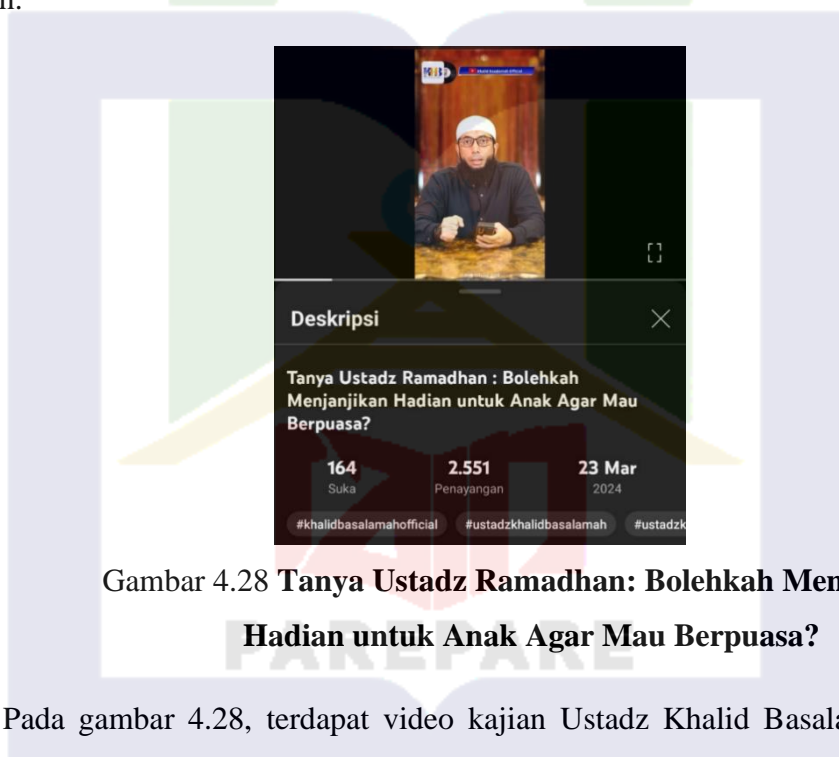 Deskripsi
Tanya Ustadz Ramadhan : Bolehkah
Menjanjikan Hadian untuk Anak Agar Mau
Berpuasa?
164 2.551 23 Mar
Suka Penayangan 2024
#khalidbasalamahofficial #ustadzkhalidbasalamah #ustadzk
Gambar 4.28 Tanya Ustadz Ramadhan: Bolehkah Men
Hadian untuk Anak Agar Mau Berpuasa?
PAREPARE
Pada gambar 4.28, terdapat video kajian Ustadz Khalid Basala